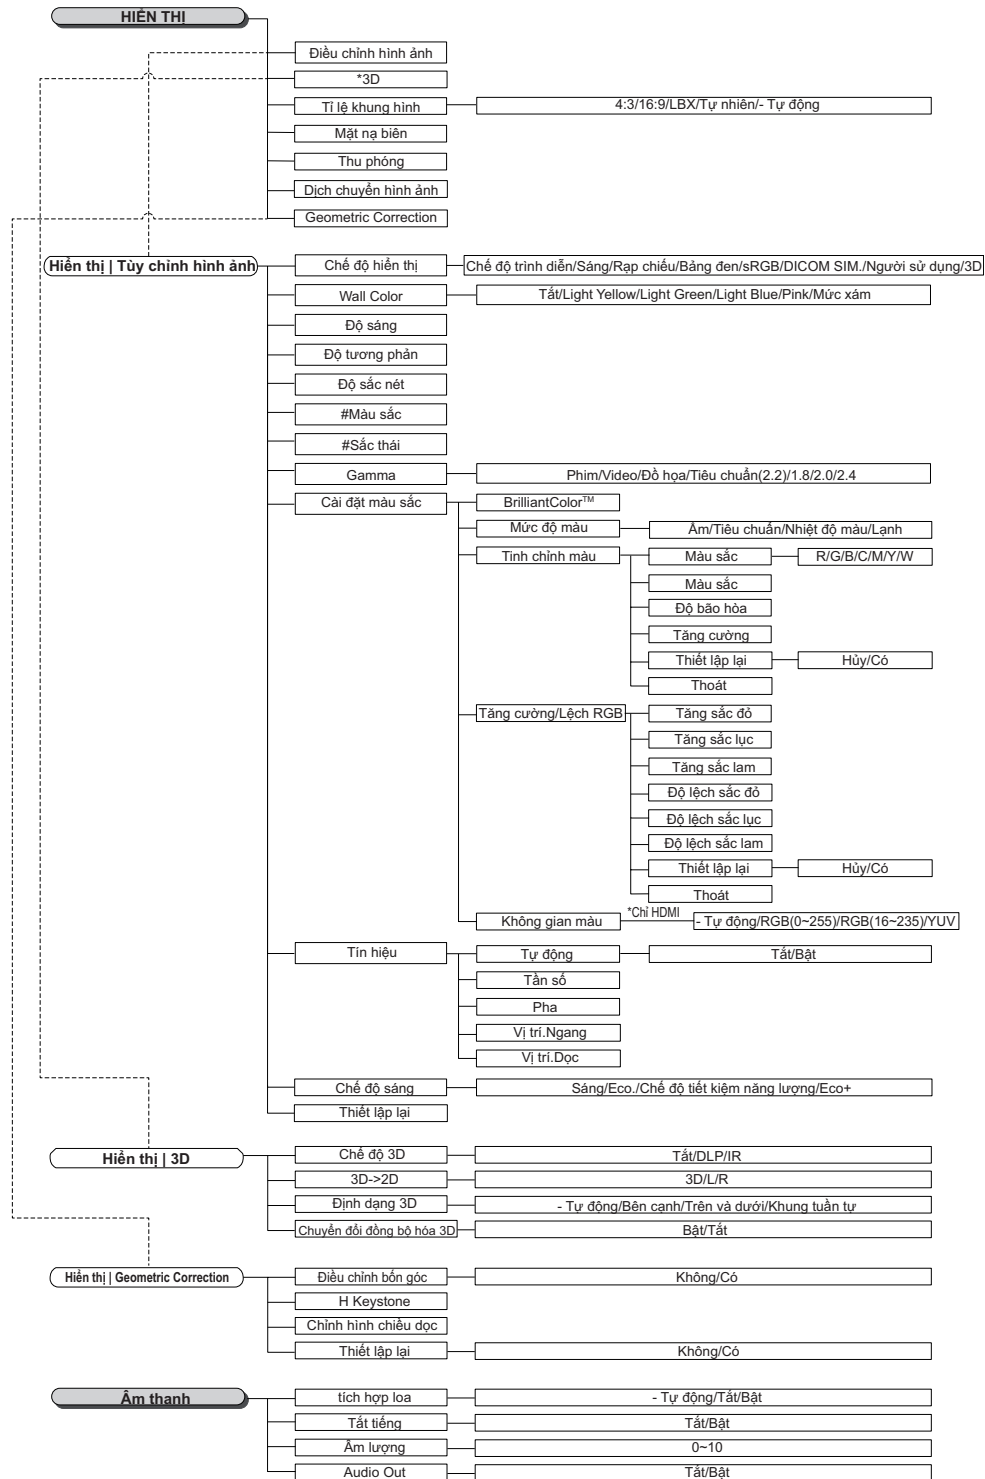 HIỂN THỊ
Điều chỉnh hình ảnh
*3D
Tỉ lệ khung hình 4:3/16:9/LBX/Tự nhiên/- Tự động
Mặt nạ biên
Thu phóng
Dịch chuyển hình ảnh
Geometric Correction
Hiển thị | Tùy chỉnh hình ảnh Chế độ hiển thị Chế độ trình diễn/Sáng/Rạp chiếu/Bảng đen/sRGB/DICOM SIM./Người sử dụng/3D
Wall Color Tắt/Light Yellow/Light Green/Light Blue/Pink/Mức xám
Độ sáng
Độ tương phản
Độ sắc nét
#Màu sắc
#Sắc thái
Gamma Phim/Video/Đồ họa/Tiêu chuẩn(2.2)/1.8/2.0/2.4
Cài đặt màu sắc BrilliantColor™
Mức độ màu Ấm/Tiêu chuẩn/Nhiệt độ màu/Lạnh
Tinh chỉnh màu Màu sắc R/G/B/C/M/Y/W
Màu sắc
Độ bão hòa
Tăng cường
Thiết lập lại Hủy/Có
Thoát
Tăng cường/Lệch RGB Tăng sắc đỏ
Tăng sắc lục
Tăng sắc lam
Độ lệch sắc đỏ
Độ lệch sắc lục
Độ lệch sắc lam
Thiết lập lại Hủy/Có
Thoát
Không gian màu *Chỉ HDMI - Tự động/RGB(0~255)/RGB(16~235)/YUV
Tín hiệu Tự động Tắt/Bật
Tần số
Pha
Vị trí.Ngang
Vị trí.Dọc
Chế độ sáng Sáng/Eco./Chế độ tiết kiệm năng lượng/Eco+
Thiết lập lại
Hiển thị | 3D Chế độ 3D Tắt/DLP/IR
3D->2D 3D/L/R
Định dạng 3D - Tự động/Bên cạnh/Trên và dưới/Khung tuần tự
Chuyển đổi đồng bộ hóa 3D Bật/Tắt
Hiển thị | Geometric Correction Điều chỉnh bốn góc Không/Có
H Keystone
Chỉnh hình chiều dọc
Thiết lập lại Không/Có
Âm thanh tích hợp loa - Tự động/Tắt/Bật
Tắt tiếng Tắt/Bật
Âm lượng 0~10
Audio Out Tắt/Bật